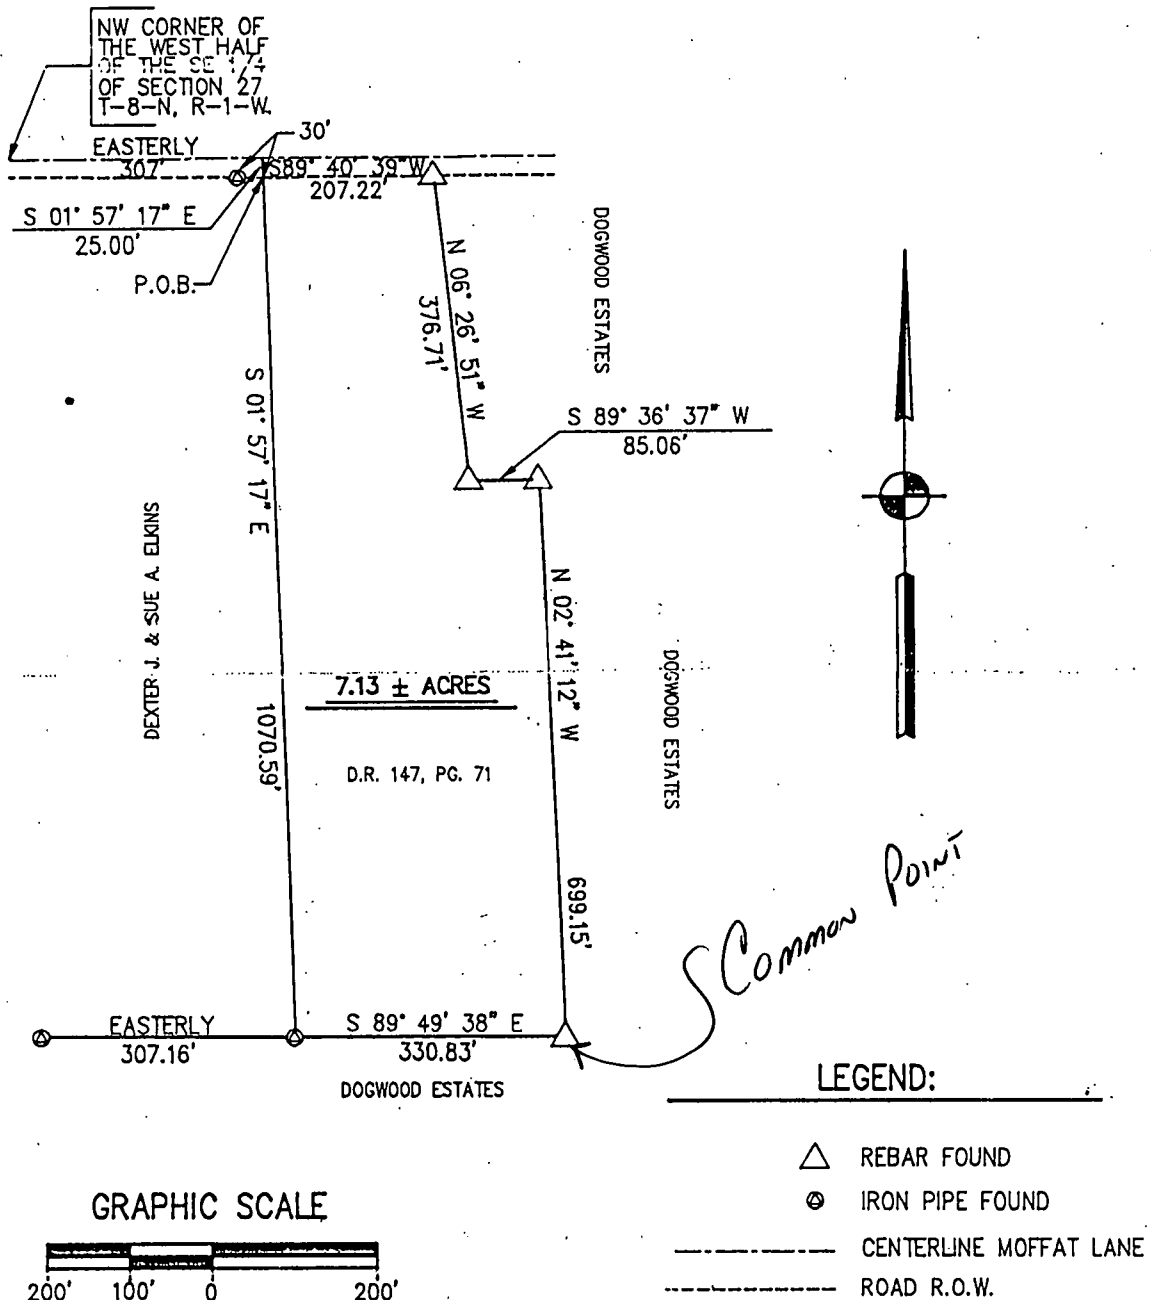 NW CORNER OF
THE WEST HALF
OF THE SE 1/4
OF SECTION 27
T-8-N, R-1-W.
EASTERLY
307'
30'
S89° 40' 39" W
207.22'
S 01° 57' 17" E
25.00'
P.O.B.
N 06° 26' 51" W
376.71'
DOGWOOD ESTATES
S 89° 36' 37" W
85.06'
S 01° 57' 17" E
1070.59'
DEXTER J. & SUE A. ELKINS
N 02° 41' 12" W
699.15'
DOGWOOD ESTATES
7.13 ± ACRES
D.R. 147, PG. 71
Common Point
EASTERLY
307.16'
S 89° 49' 38" E
330.83'
DOGWOOD ESTATES
LEGEND:
REBAR FOUND
IRON PIPE FOUND
CENTERLINE MOFFAT LANE
ROAD R.O.W.
GRAPHIC SCALE
200' 100' 0 200'